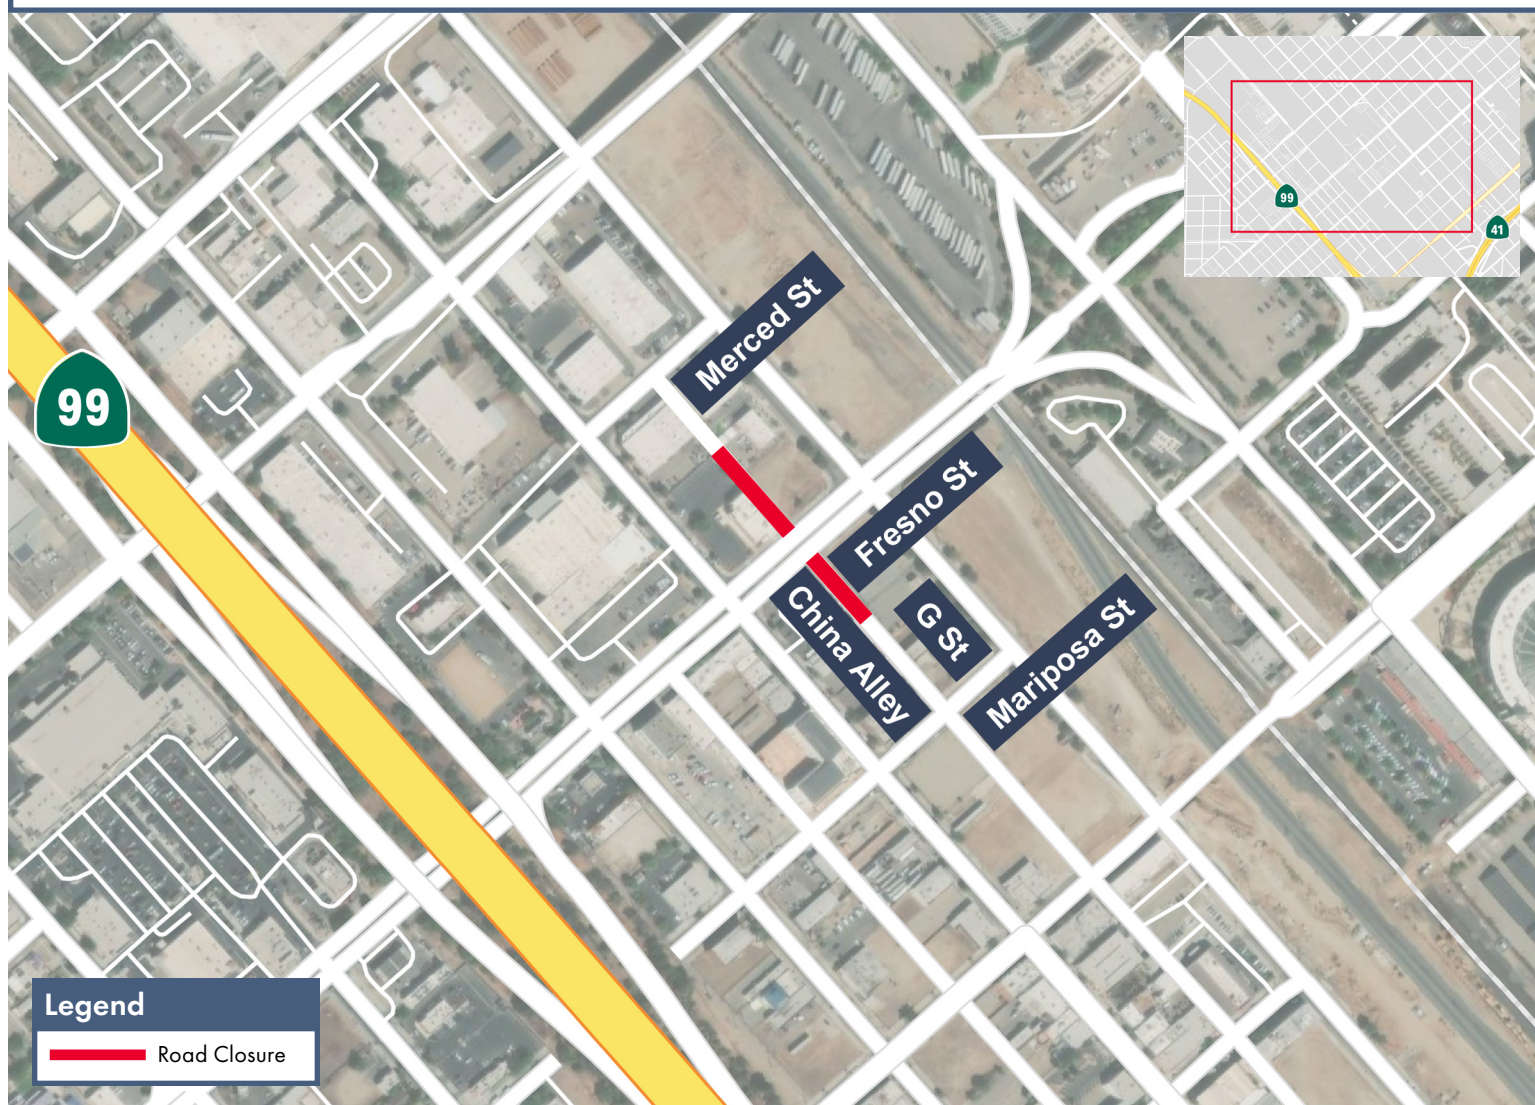 99
41
Merced St
Fresno St
China Alley
G St
Mariposa St
99
Legend
Road Closure